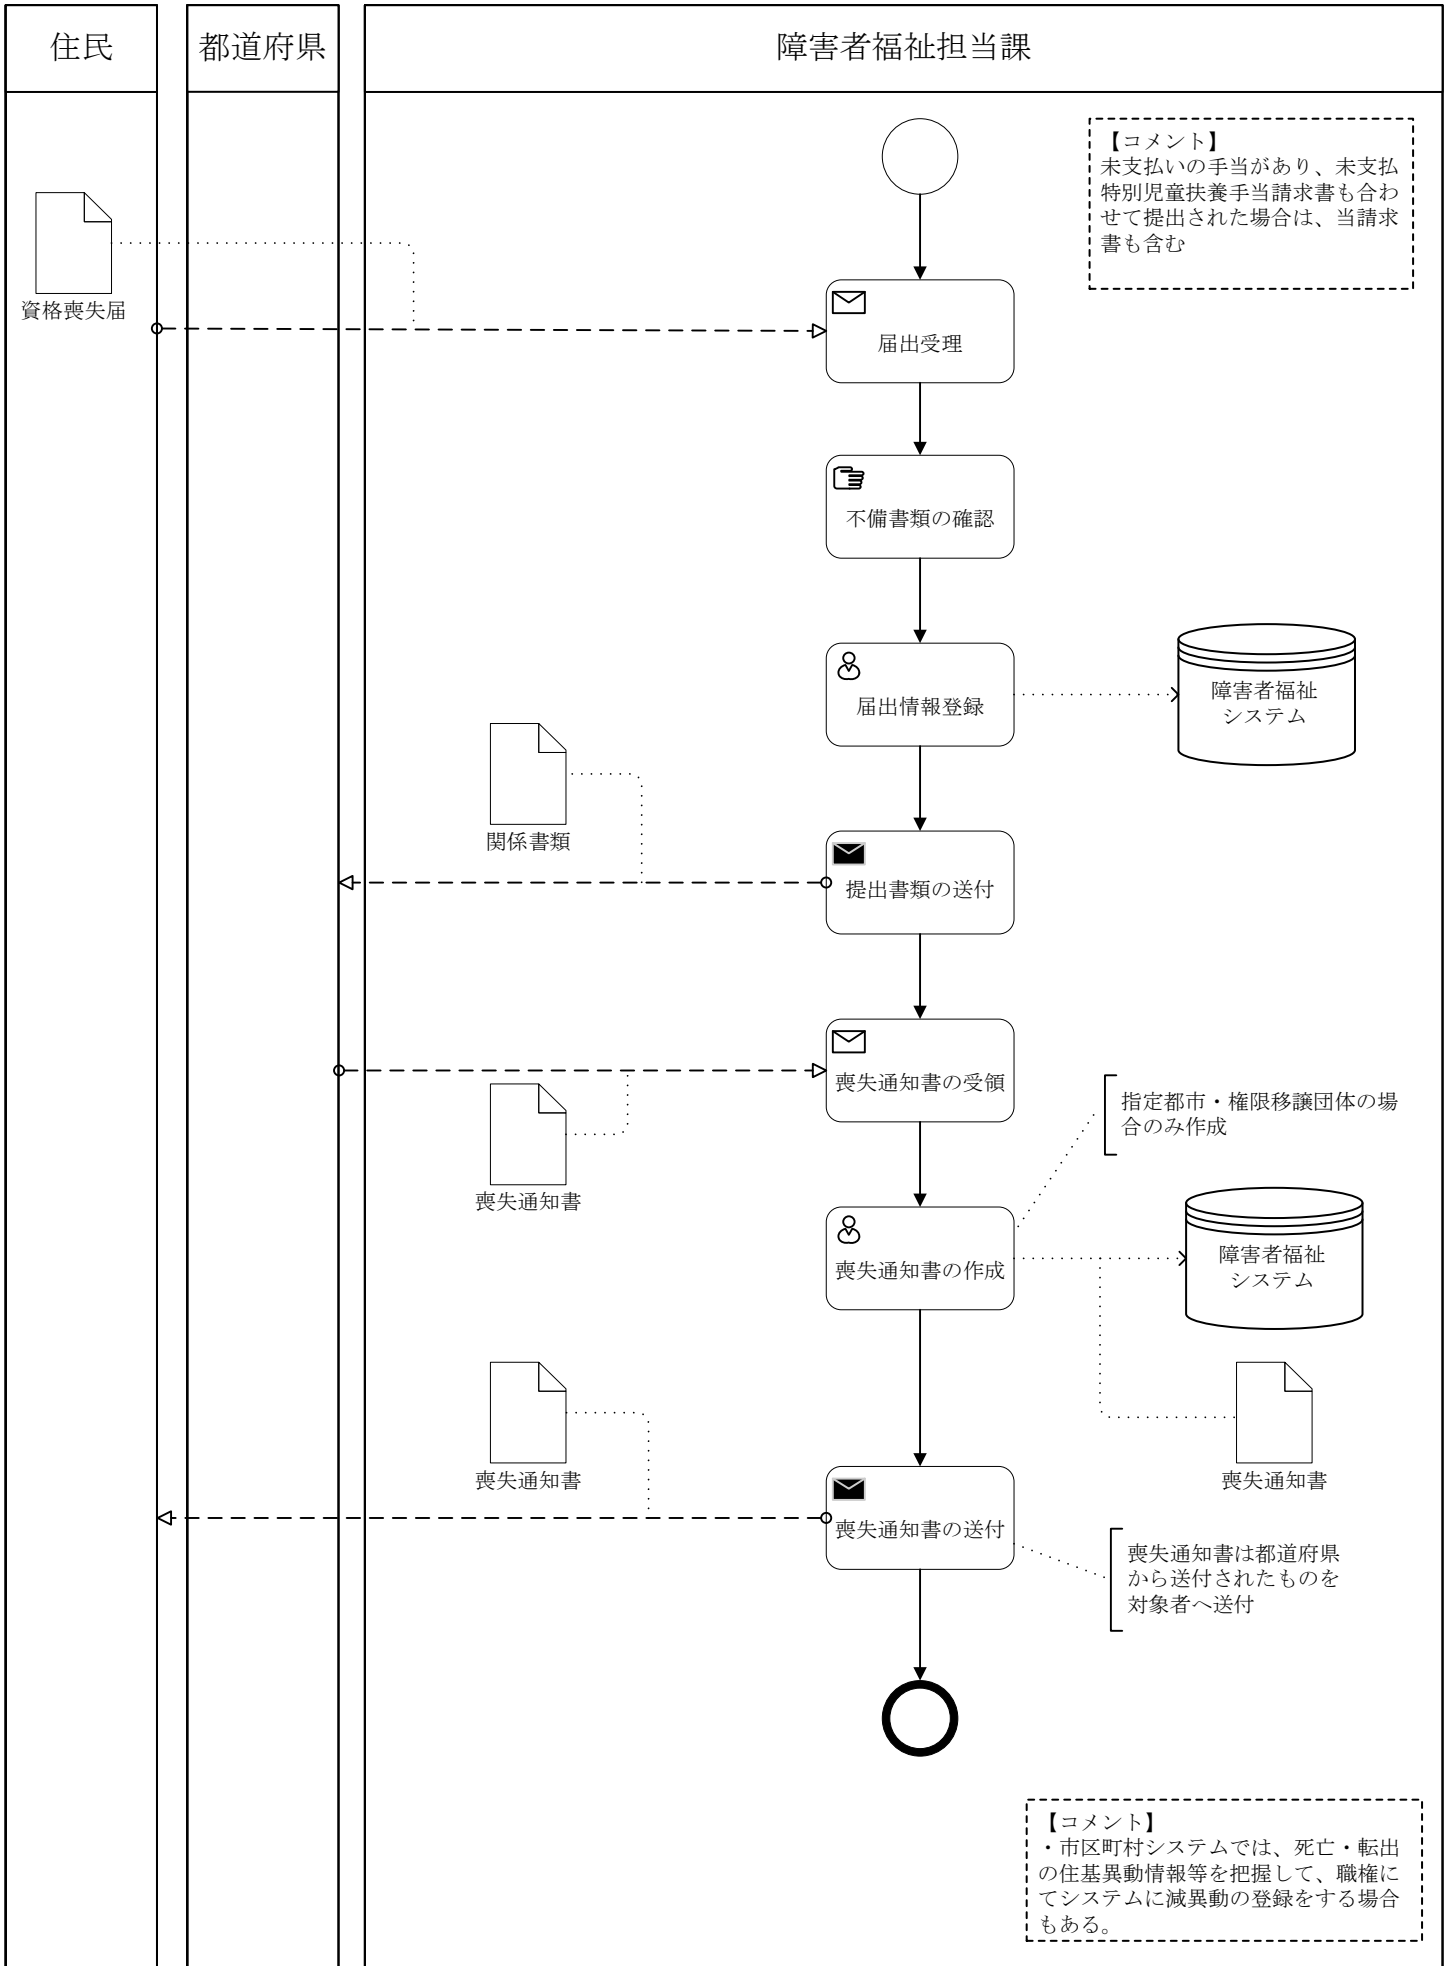 住民
都道府県
障害者福祉担当課
【コメント】
未支払いの手当があり、未支払
特別児童扶養手当請求書も合わ
せて提出された場合は、当請求
書も含む
資格喪失届
届出受理
不備書類の確認
届出情報登録
障害者福祉
システム
関係書類
提出書類の送付
喪失通知書の受領
喪失通知書
指定都市・権限移譲団体の場
合のみ作成
喪失通知書の作成
障害者福祉
システム
喪失通知書
喪失通知書
喪失通知書の送付
喪失通知書は都道府県
から送付されたものを
対象者へ送付
【コメント】
・市区町村システムでは、死亡・転出
の住基異動情報等を把握して、職権に
てシステムに減異動の登録をする場合
もある。